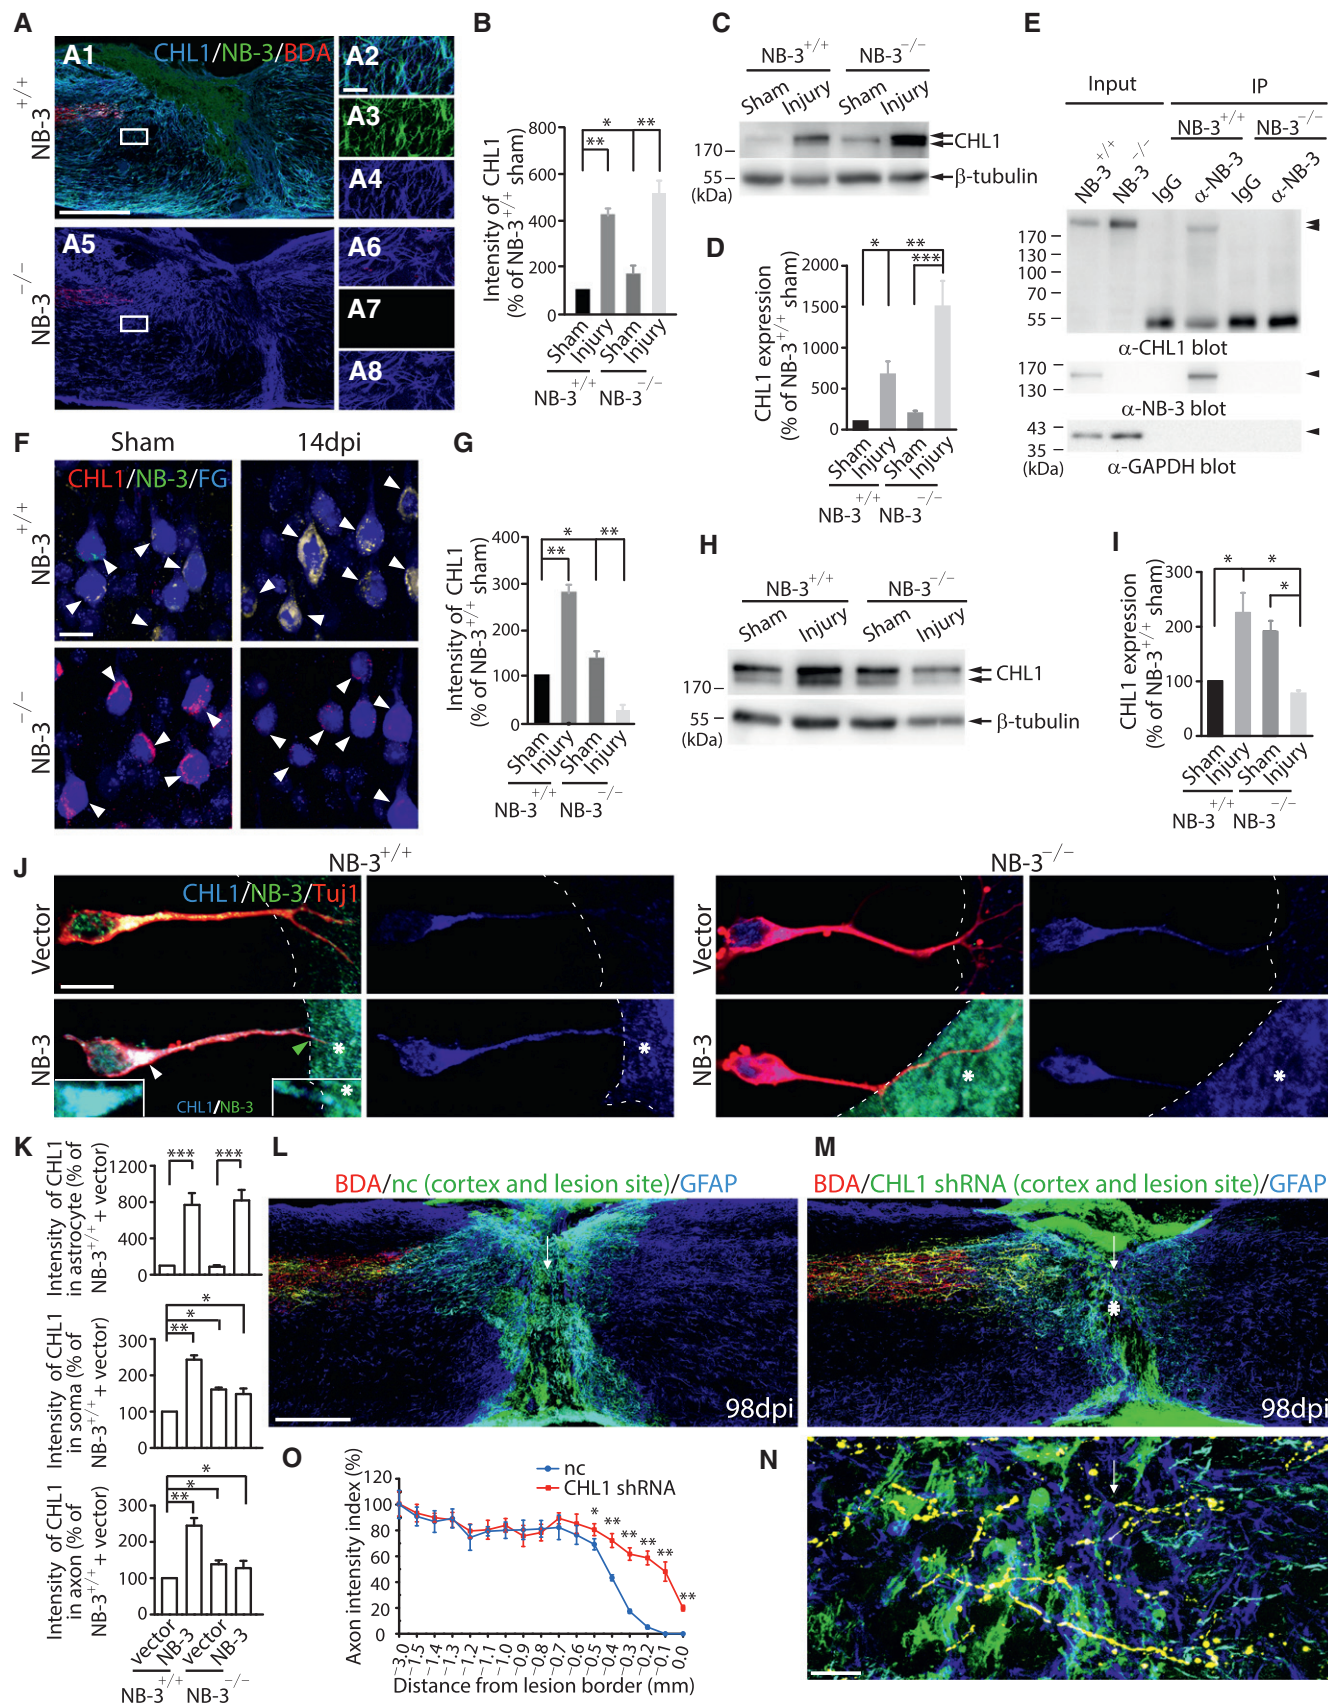 A
A1
CHL1/NB-3/BDA
A2
A3
A4
NB-3+/+
A5
A6
A7
A8
NB-3−/−
B
Intensity of CHL1
(% of NB-3+/+ sham)
800
600
400
200
0
*
**
**
Sham
Injury
Sham
Injury
NB-3+/+
NB-3−/−
C
NB-3+/+
NB-3−/−
Sham
Injury
Sham
Injury
170
CHL1
55
β-tubulin
(kDa)
D
CHL1 expression
(% of NB-3+/+ sham)
2000
1500
1000
500
0
*
**
***
Sham
Injury
Sham
Injury
NB-3+/+
NB-3−/−
E
Input
IP
NB-3+/+
NB-3−/−
NB-3+/+
NB-3−/−
IgG
α-NB-3
IgG
α-NB-3
170
130
100
70
55
α-CHL1 blot
170
130
α-NB-3 blot
43
35
(kDa)
α-GAPDH blot
F
Sham
14dpi
CHL1/NB-3/FG
NB-3+/+
NB-3−/−
G
Intensity of CHL1
(% of NB-3+/+ sham)
400
300
200
100
0
*
**
**
Sham
Injury
Sham
Injury
NB-3+/+
NB-3−/−
H
NB-3+/+
NB-3−/−
Sham
Injury
Sham
Injury
170
CHL1
55
β-tubulin
(kDa)
I
CHL1 expression
(% of NB-3+/+ sham)
300
200
100
0
*
*
*
Sham
Injury
Sham
Injury
NB-3+/+
NB-3−/−
J
NB-3+/+
NB-3−/−
CHL1/NB-3/Tuj1
Vector
Vector
NB-3
NB-3
*
*
*
*
*
CHL1/NB-3
K
Intensity of CHL1
in astrocyte (% of
NB-3+/+ + vector)
1200
800
400
0
***
***
Intensity of CHL1
in soma (% of
NB-3+/+ + vector)
300
200
100
0
*
*
**
Intensity of CHL1
in axon (% of
NB-3+/+ + vector)
300
200
100
0
*
*
**
vector
NB-3
vector
NB-3
NB-3+/+
NB-3−/−
L
BDA/nc (cortex and lesion site)/GFAP
98dpi
M
BDA/CHL1 shRNA (cortex and lesion site)/GFAP
*
98dpi
N
O
Axon intensity index (%)
120
100
80
60
40
20
0
nc
CHL1 shRNA
*
**
**
**
**
**
−3.0
−1.5
−1.4
−1.3
−1.2
−1.1
−1.0
−0.9
−0.8
−0.7
−0.6
−0.5
−0.4
−0.3
−0.2
−0.1
0.0
Distance from lesion border (mm)